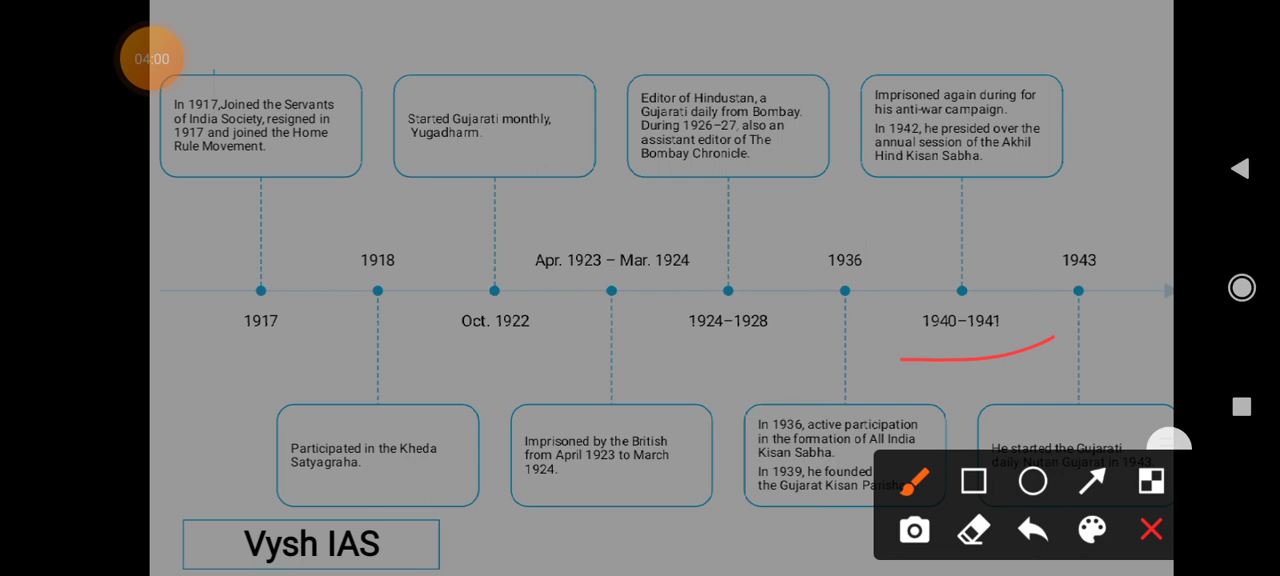 04:00
In 1917,Joined the Servants
of India Society, resigned in
1917 and joined the Home
Rule Movement.
Started Gujarati monthly,
Yugadharm.
Editor of Hindustan, a
Gujarati daily from Bombay.
During 1926–27, also an
assistant editor of The
Bombay Chronicle.
Imprisoned again during for
his anti-war campaign.
In 1942, he presided over the
annual session of the Akhil
Hind Kisan Sabha.
1918
Apr. 1923 – Mar. 1924
1936
1943
1917
Oct. 1922
1924–1928
1940–1941
Participated in the Kheda
Satyagraha.
Imprisoned by the British
from April 1923 to March
1924.
In 1936, active participation
in the formation of All India
Kisan Sabha.
In 1939, he founded
the Gujarat Kisan Parishad
He started the Gujarati
daily Nutan Gujarat in 1943.
Vysh IAS